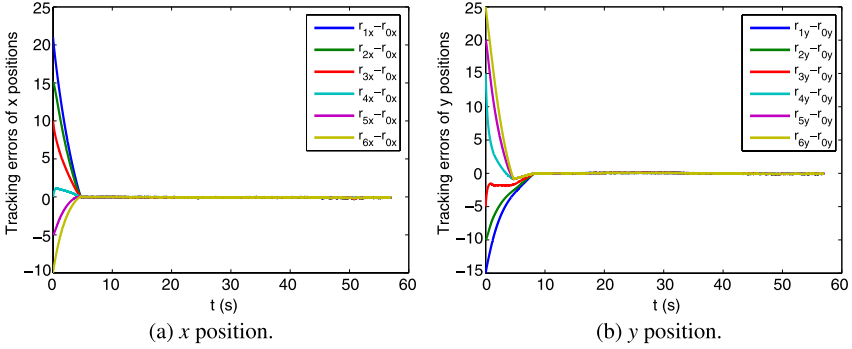 25
20
15
10
5
0
−5
−10
Tracking errors of x positions
r1x−r0x
r2x−r0x
r3x−r0x
r4x−r0x
r5x−r0x
r6x−r0x
0 10 20 30 40 50 60
t (s)
(a) x position.
25
20
15
10
5
0
−5
−10
−15
Tracking errors of y positions
r1y−r0y
r2y−r0y
r3y−r0y
r4y−r0y
r5y−r0y
r6y−r0y
0 10 20 30 40 50 60
t (s)
(b) y position.